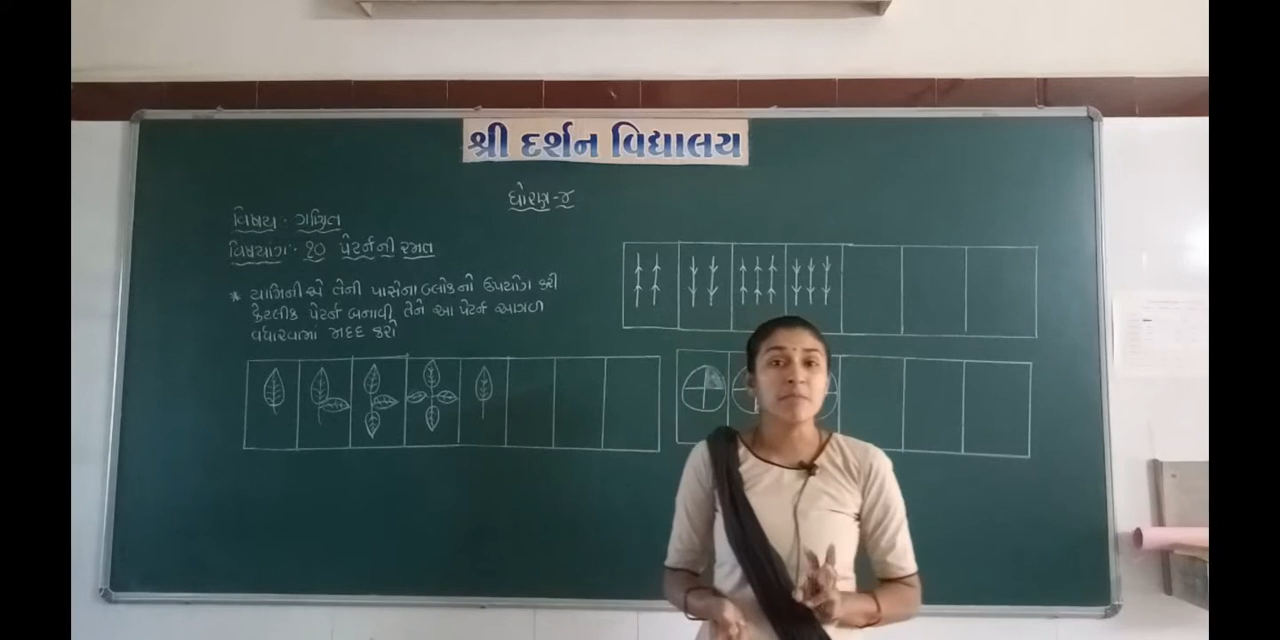 શ્રી દર્શન વિદ્યાલય
ધોરણ-૪
વિષય : ગણિત
વિષયાંગ : ૧૦ પેટર્નની રમત
* યામિનીએ તેની પાસેના બ્લોકનો ઉપયોગ કરી
કેટલીક પેટર્ન બનાવી, તેને આ પેટર્ન આગળ
વધારવામાં મદદ કરો